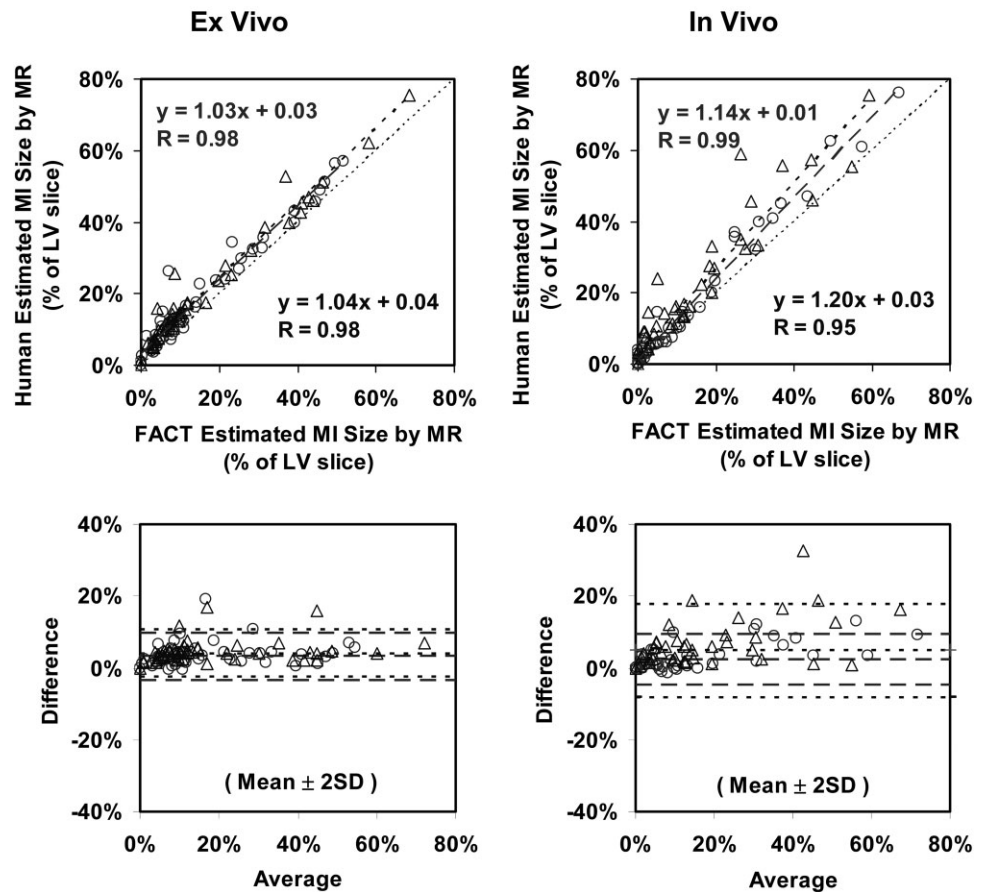 Ex Vivo
Human Estimated MI Size by MR
(% of LV slice)
80%
60%
40%
20%
0%
y = 1.03x + 0.03
R = 0.98
y = 1.04x + 0.04
R = 0.98
0% 20% 40% 60% 80%
FACT Estimated MI Size by MR
(% of LV slice)
In Vivo
Human Estimated MI Size by MR
(% of LV slice)
80%
60%
40%
20%
0%
y = 1.14x + 0.01
R = 0.99
y = 1.20x + 0.03
R = 0.95
0% 20% 40% 60% 80%
FACT Estimated MI Size by MR
(% of LV slice)
Difference
40%
20%
0%
-20%
-40%
( Mean ± 2SD )
0% 20% 40% 60% 80%
Average
Difference
40%
20%
0%
-20%
-40%
( Mean ± 2SD )
0% 20% 40% 60% 80%
Average